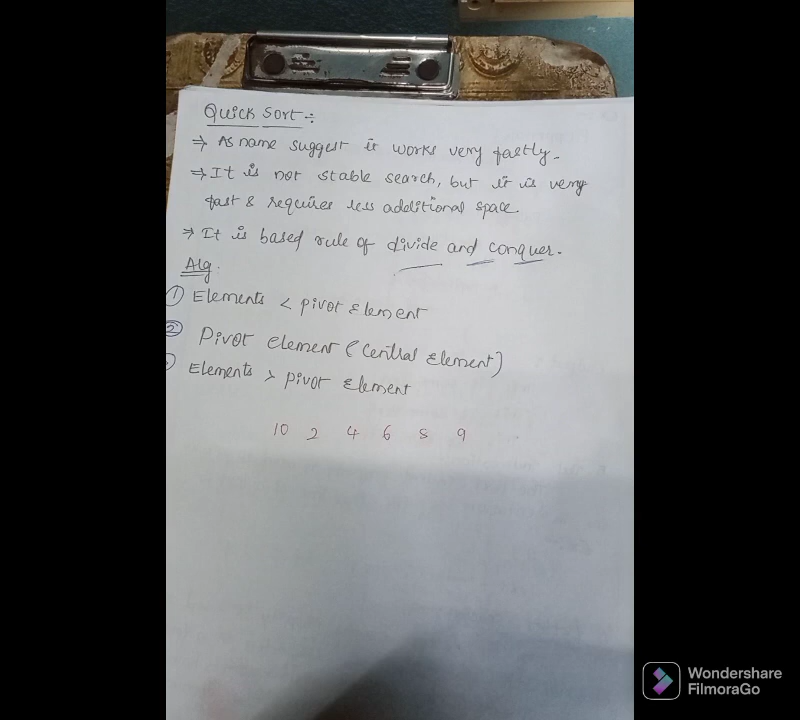 Quick Sort ÷
⇒ As name suggest it works very fastly.
⇒ It is not stable search, but it is very
fast & requires less additional space.
⇒ It is based rule of divide and conquer.
Alg:
① Elements < pivot Element
② Pivot element (Central Element)
Elements > pivot Element
10 2 4 6 8 9
Wondershare
FilmoraGo